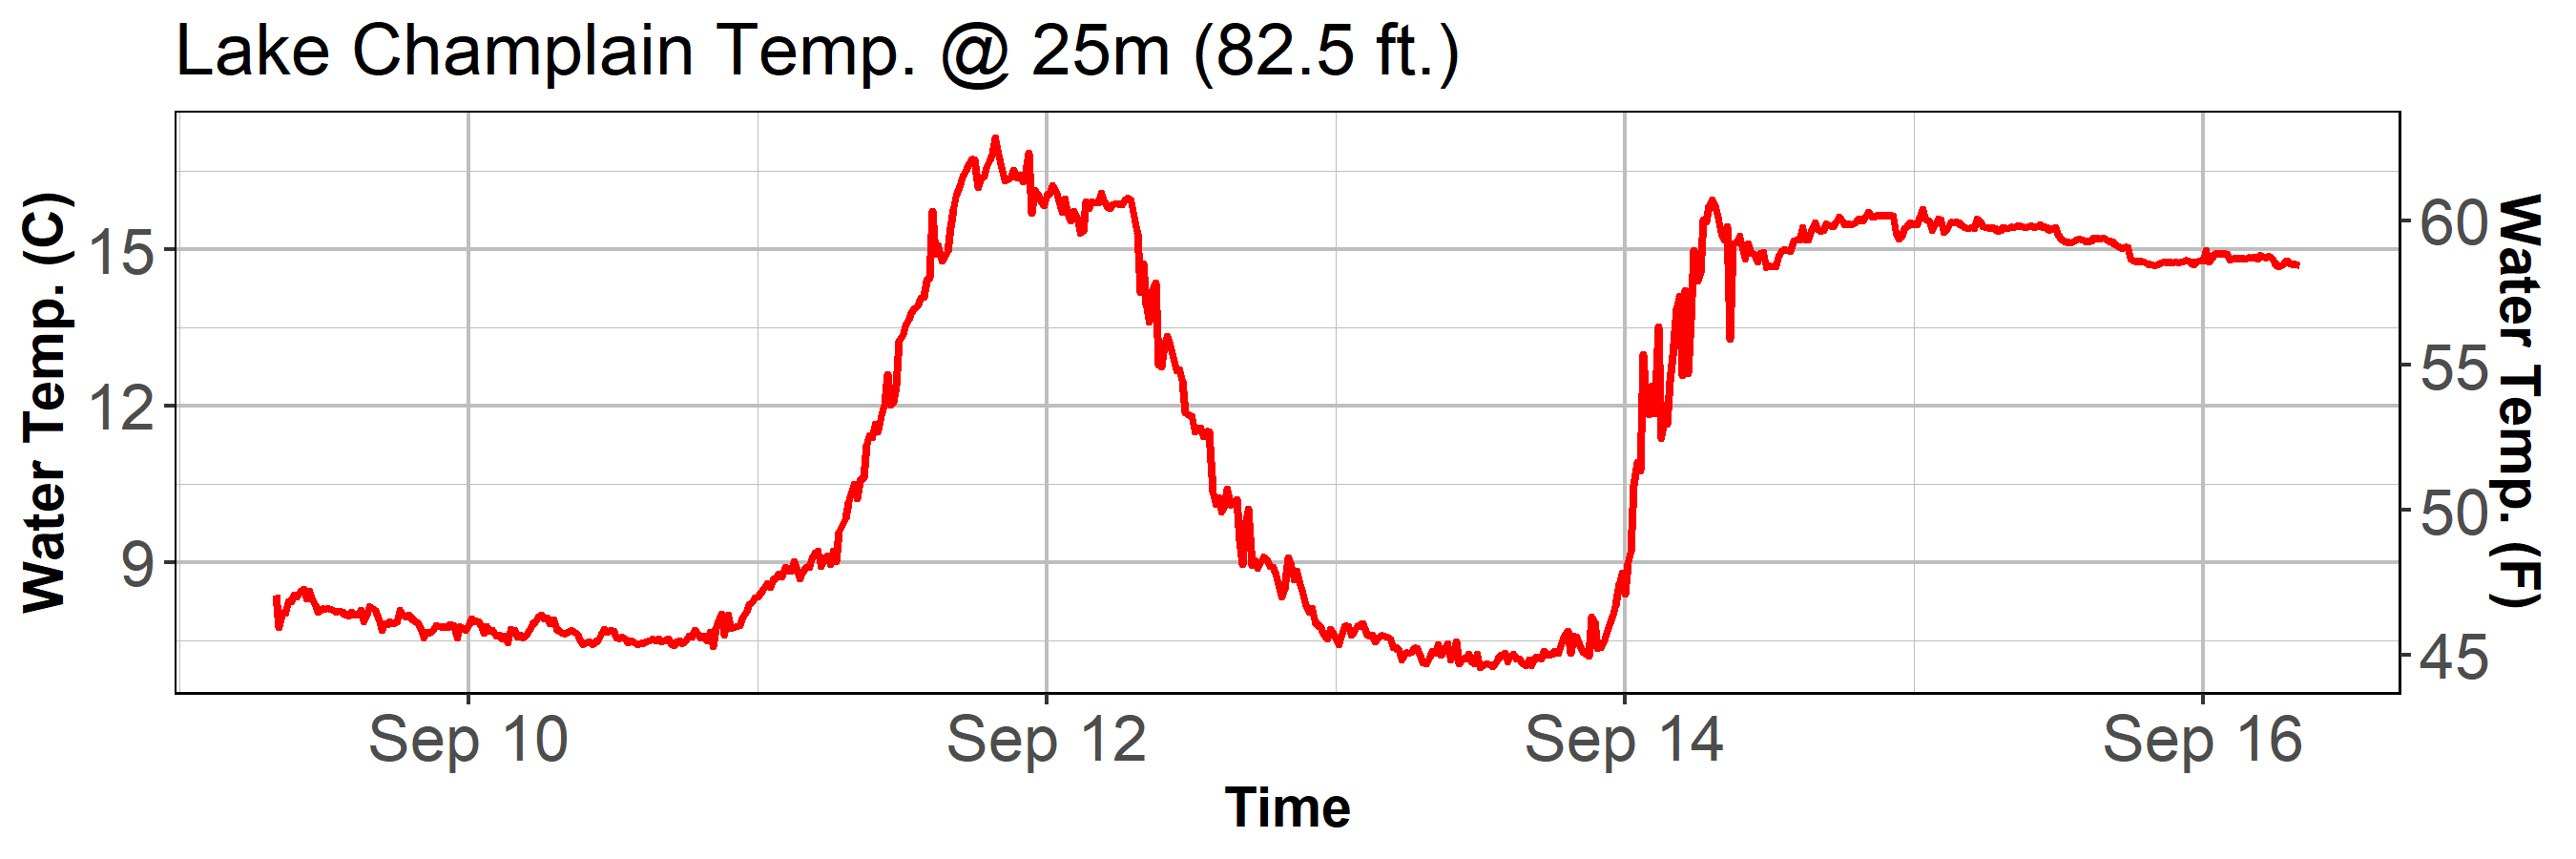 Lake Champlain Temp. @ 25m (82.5 ft.)
Water Temp. (C)
15
12
9
60
55
50
45
Water Temp. (F)
Sep 10 Sep 12 Sep 14 Sep 16
Time